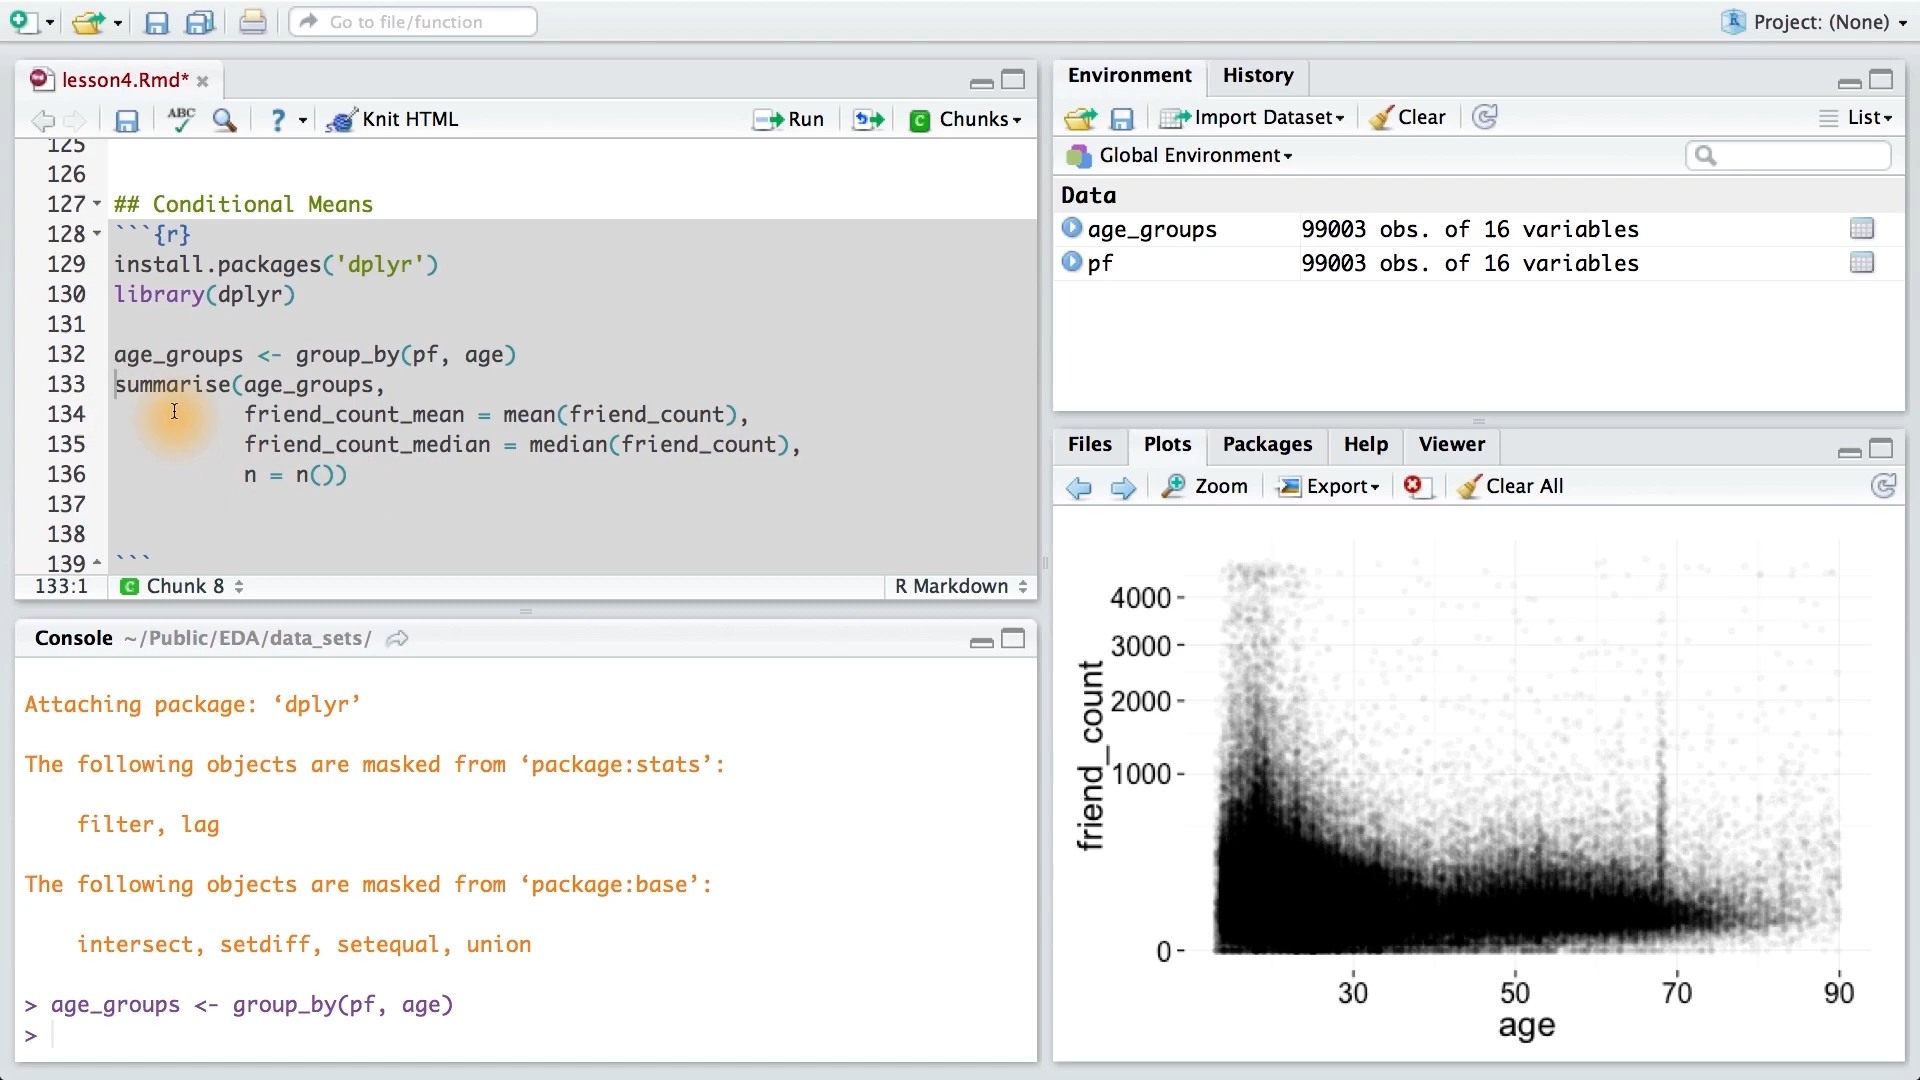 Go to file/function
Project: (None)
lesson4.Rmd*
ABC
?
Knit HTML
Run
C Chunks
125
126
127 ## Conditional Means
128 ```{r}
129 install.packages('dplyr')
130 library(dplyr)
131
132 age_groups <- group_by(pf, age)
133 summarise(age_groups,
134 friend_count_mean = mean(friend_count),
135 friend_count_median = median(friend_count),
136 n = n())
137
138
139 ```
133:1 C Chunk 8 R Markdown
Console ~/Public/EDA/data_sets/
Attaching package: ‘dplyr’
The following objects are masked from ‘package:stats’:
filter, lag
The following objects are masked from ‘package:base’:
intersect, setdiff, setequal, union
> age_groups <- group_by(pf, age)
>
Environment History
Import Dataset Clear List
Global Environment
Data
age_groups 99003 obs. of 16 variables
pf 99003 obs. of 16 variables
Files Plots Packages Help Viewer
Zoom Export Clear All
friend_count
4000
3000
2000
1000
0
30 50 70 90
age